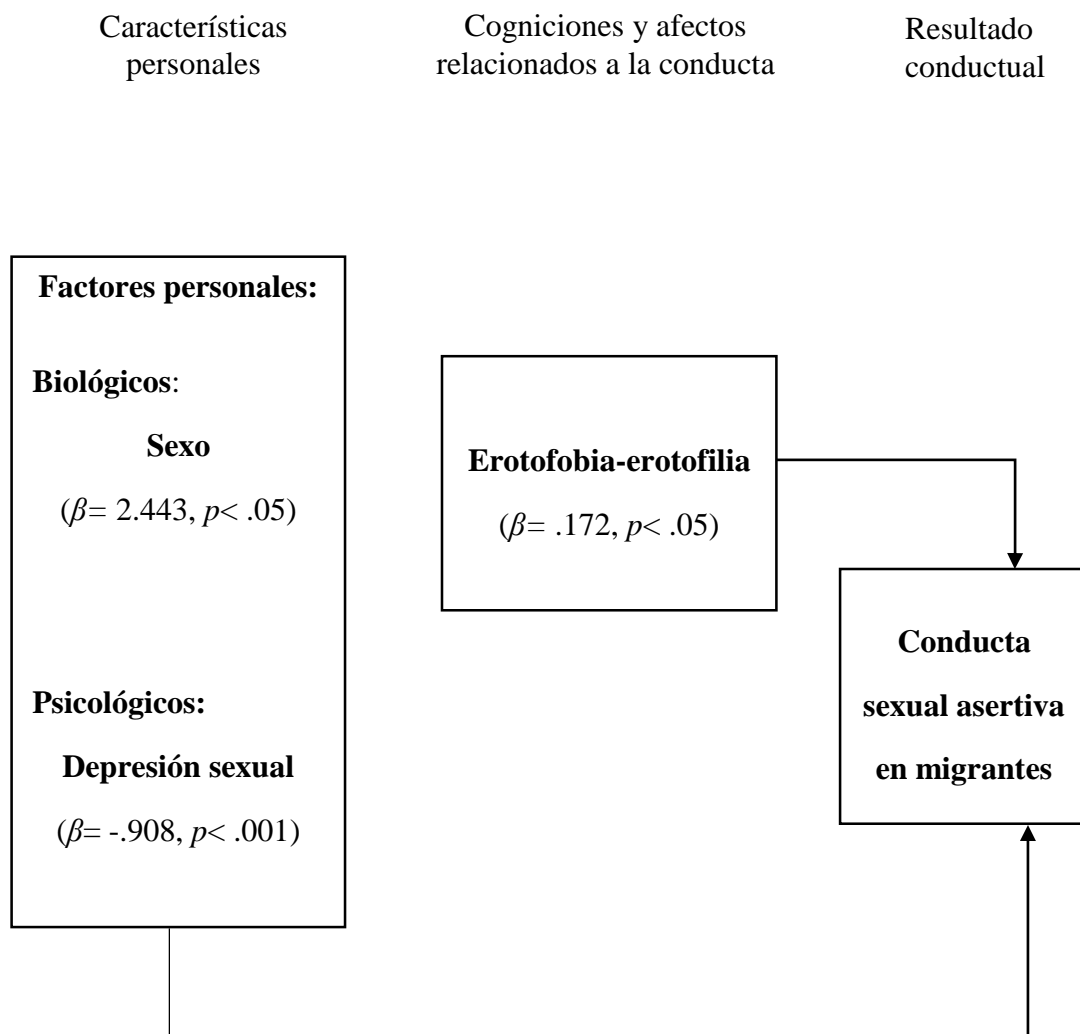 Características
personales
Cogniciones y afectos
relacionados a la conducta
Resultado
conductual
Factores personales:
Biológicos:
Sexo
(β= 2.443, p< .05)
Psicológicos:
Depresión sexual
(β= -.908, p< .001)
Erotofobia-erotofilia
(β= .172, p< .05)
Conducta
sexual asertiva
en migrantes